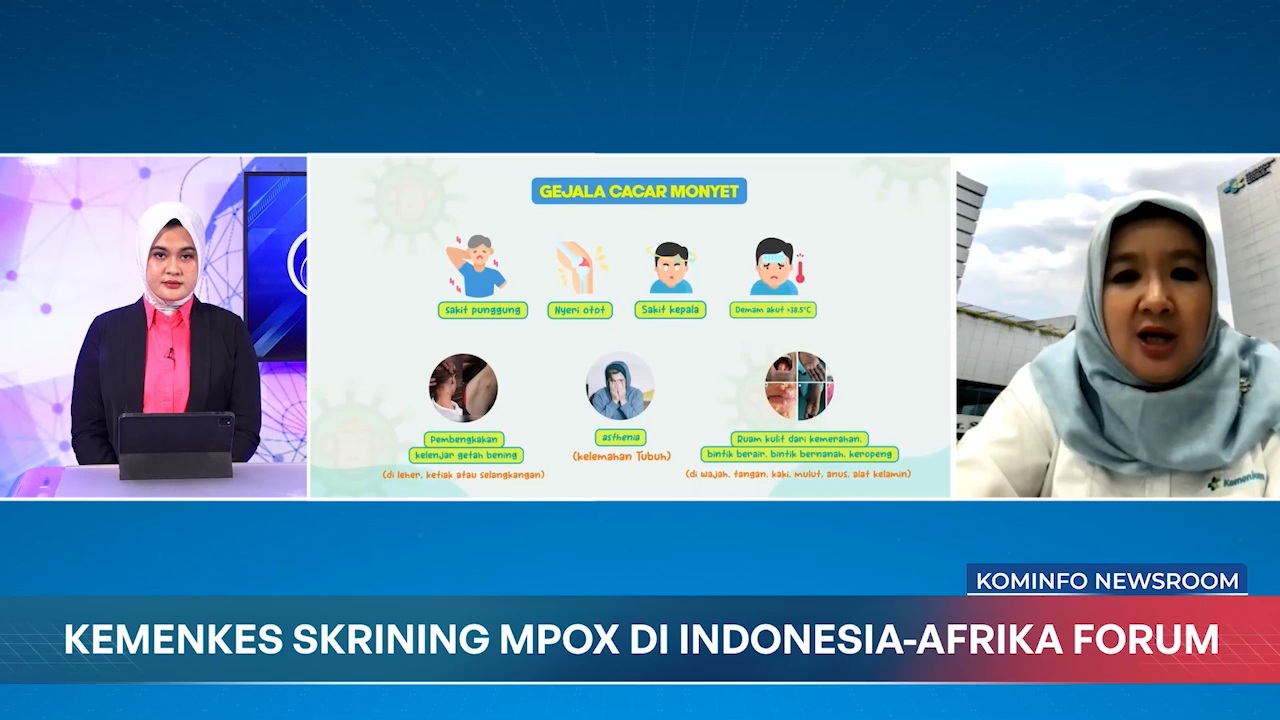 GEJALA CACAR MONYET
Sakit punggung
Nyeri otot
Sakit kepala
Demam akut >38.5°C
Pembengkakan
kelenjar getah bening
(di leher, ketiak atau selangkangan)
asthenia
(kelemahan Tubuh)
Ruam kulit dari kemerahan,
bintik berair, bintik bernanah, keropeng
(di wajah, tangan, kaki, mulut, anus, alat kelamin)
Kemenkes
KOMINFO NEWSROOM
KEMENKES SKRINING MPOX DI INDONESIA-AFRIKA FORUM